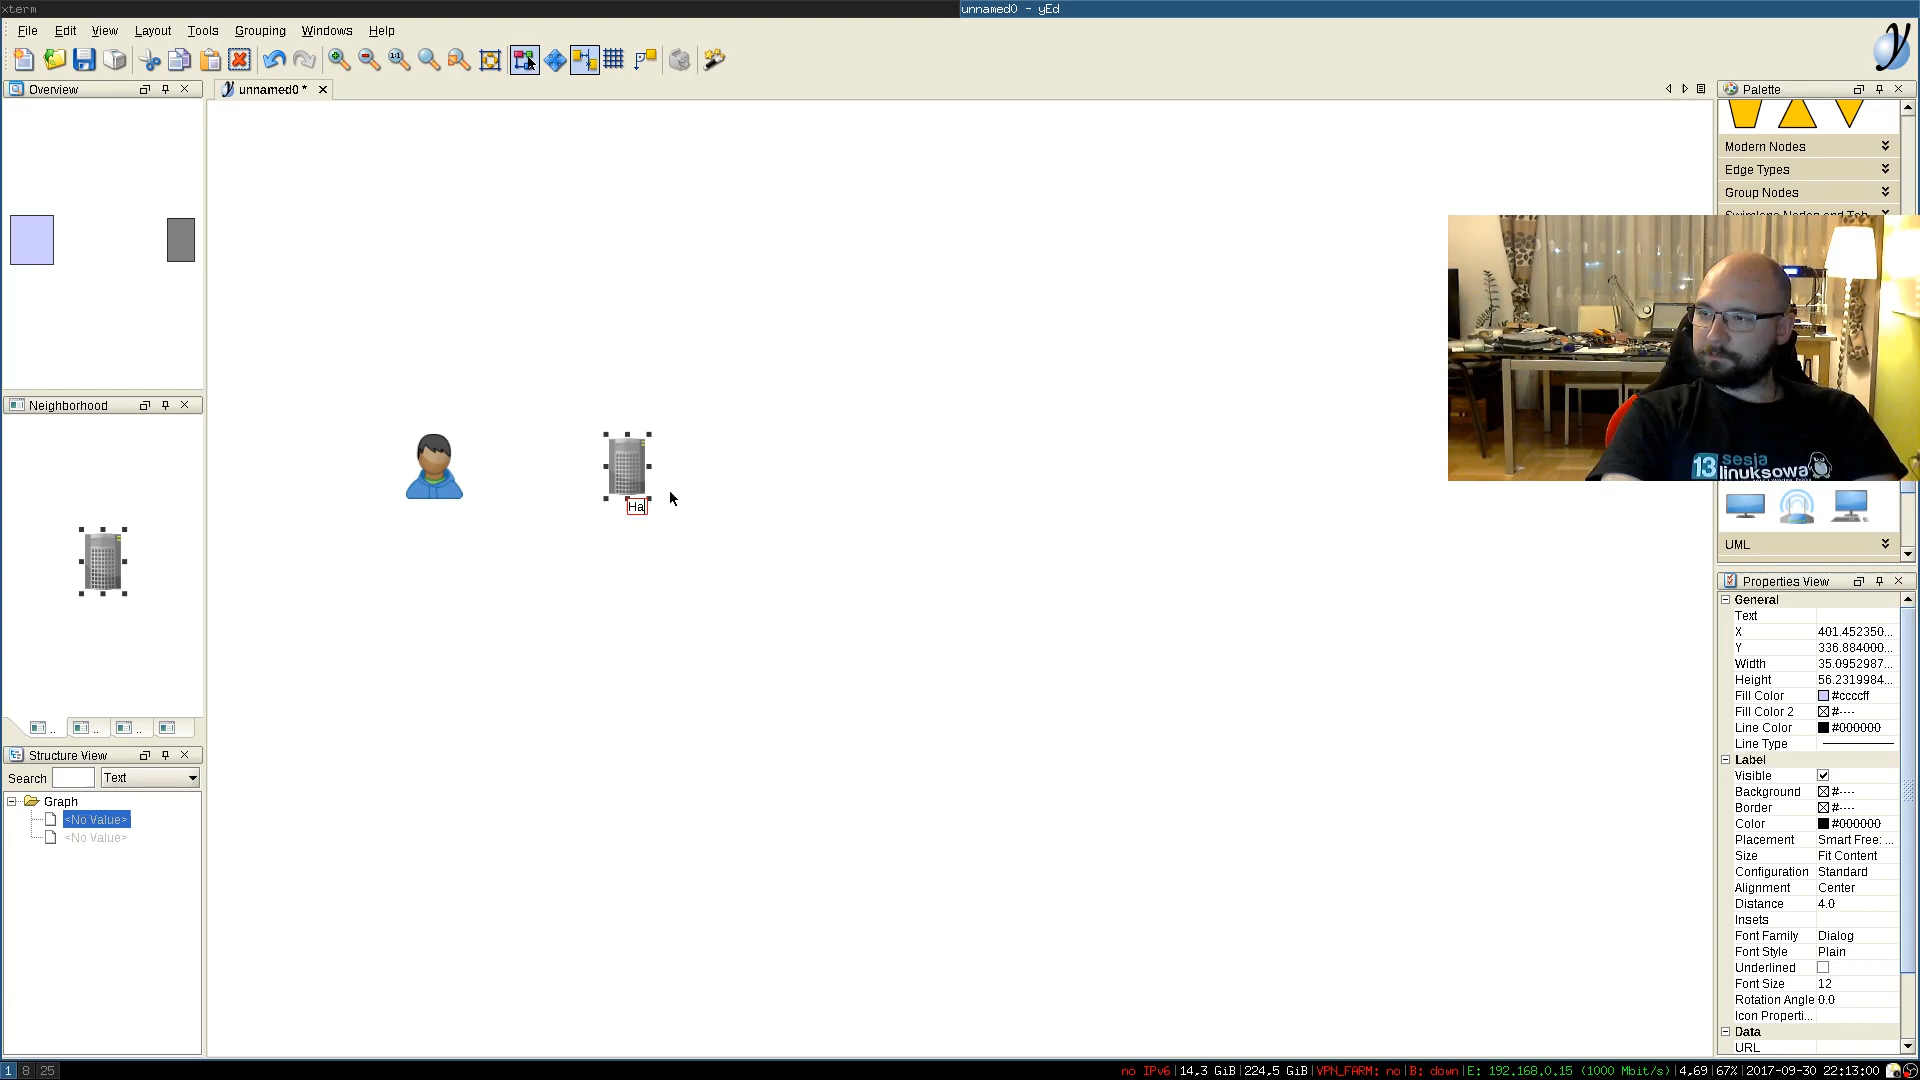 xterm
unnamed0 - yEd
File Edit View Layout Tools Grouping Windows Help
Overview
unnamed0 *
Palette
Modern Nodes
Edge Types
Group Nodes
Swimlane Nodes and Tab
Neighborhood
Ha
13 sesja
linuksowa
UML
Properties View
General
Text
X 401.452350...
Y 336.884000...
Width 35.0952987...
Height 56.2319984...
Fill Color #ccccff
Fill Color 2 #----
Line Color #000000
Line Type
Label
Visible
Background #----
Border #----
Color #000000
Placement Smart Free: ...
Size Fit Content
Configuration Standard
Alignment Center
Distance 4.0
Insets
Font Family Dialog
Font Style Plain
Underlined
Font Size 12
Rotation Angle 0.0
Icon Properti...
Data
URL
.. .. ..
Structure View
Search Text
Graph
<No Value>
<No Value>
1 8 25
no IPv6|14.3 GiB|224.5 GiB|VPN_FARM: no|B: down|E: 192.168.0.15 (1000 Mbit/s)|4.69|67%|2017-09-30 22:13:00